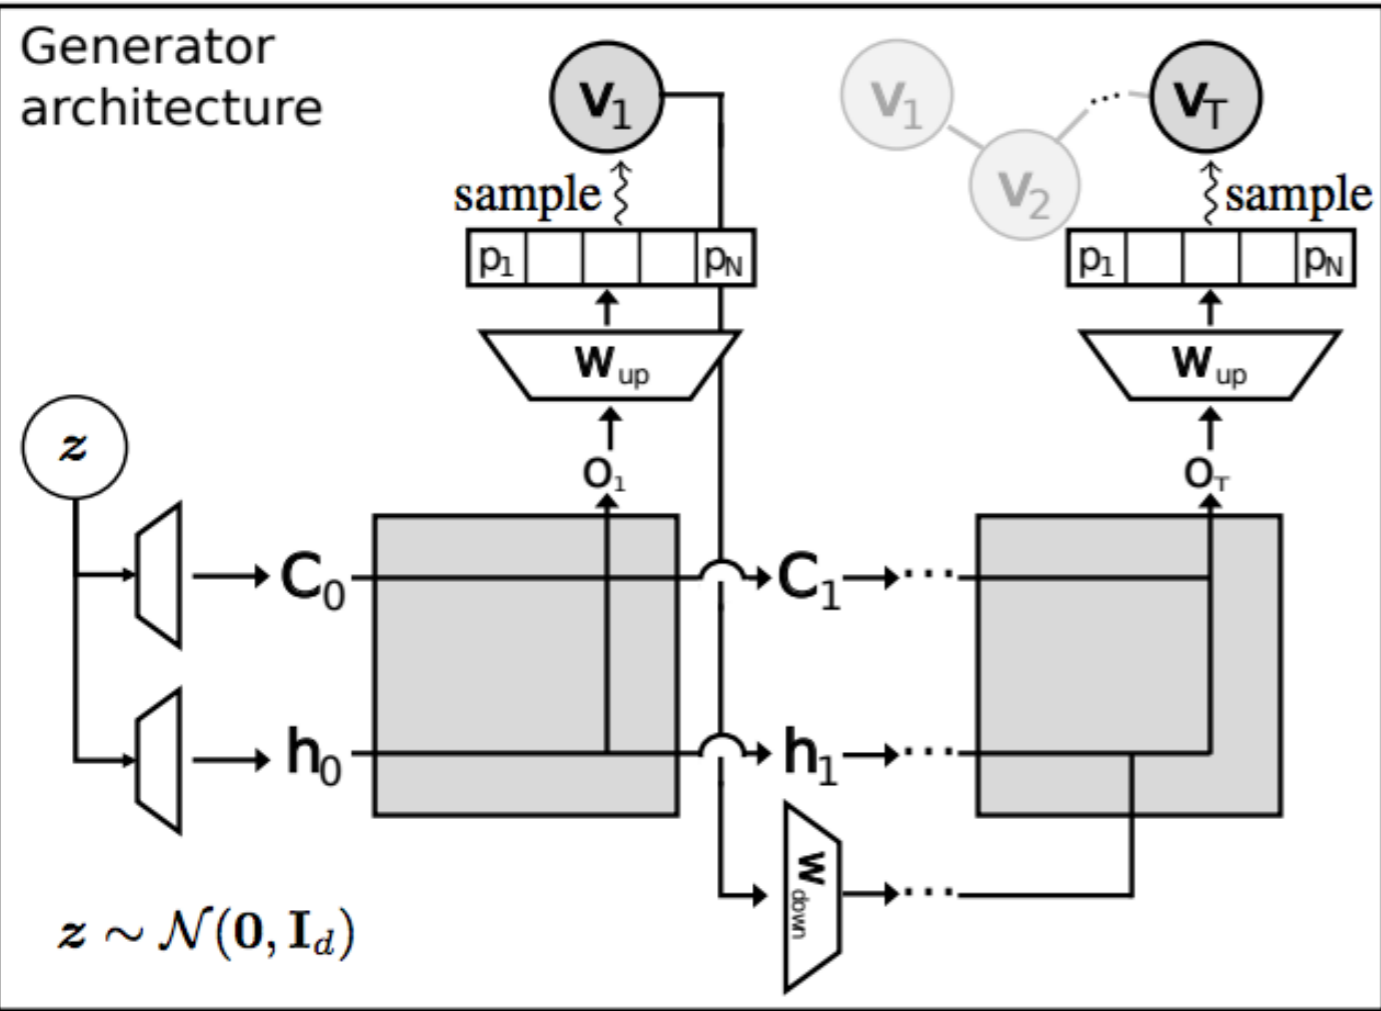 Generator
architecture
V1
V1
V2
...
VT
sample
sample
p1 pN
p1 pN
Wup
Wup
z
O1
OT
C0
C1
...
h0
h1
...
Wdown
...
z ∼ N(0, Id)